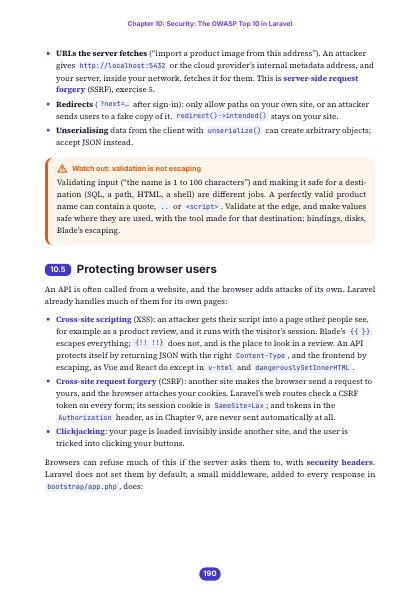 Chapter 10: Security: The OWASP Top 10 in Laravel
• URLs the server fetches (“import a product image from this address”). An attacker
gives http://localhost:5432 or the cloud provider’s internal metadata address, and
your server, inside your network, fetches it for them. This is server-side request
forgery (SSRF), exercise 5.
• Redirects ( ?next=… after sign-in): only allow paths on your own site, or an attacker
sends users to a fake copy of it. redirect()->intended() stays on your site.
• Unserialising data from the client with unserialize() can create arbitrary objects;
accept JSON instead.
Watch out: validation is not escaping
Validating input (“the name is 1 to 100 characters”) and making it safe for a desti-
nation (SQL, a path, HTML, a shell) are different jobs. A perfectly valid product
name can contain a quote, .. or <script>. Validate at the edge, and make values
safe where they are used, with the tool made for that destination: bindings, disks,
Blade’s escaping.
10.5 Protecting browser users
An API is often called from a website, and the browser adds attacks of its own. Laravel
already handles much of them for its own pages:
• Cross-site scripting (XSS): an attacker gets their script into a page other people see,
for example as a product review, and it runs with the visitor’s session. Blade’s {{ }}
escapes everything; {!! !!} does not, and is the place to look in a review. An API
protects itself by returning JSON with the right Content-Type, and the frontend by
escaping, as Vue and React do except in v-html and dangerouslySetInnerHTML.
• Cross-site request forgery (CSRF): another site makes the browser send a request to
yours, and the browser attaches your cookies. Laravel’s web routes check a CSRF
token on every form; its session cookie is SameSite=Lax; and tokens in the
Authorization header, as in Chapter 9, are never sent automatically at all.
• Clickjacking: your page is loaded invisibly inside another site, and the user is
tricked into clicking your buttons.
Browsers can refuse much of this if the server asks them to, with security headers.
Laravel does not set them by default; a small middleware, added to every response in
bootstrap/app.php, does:
190